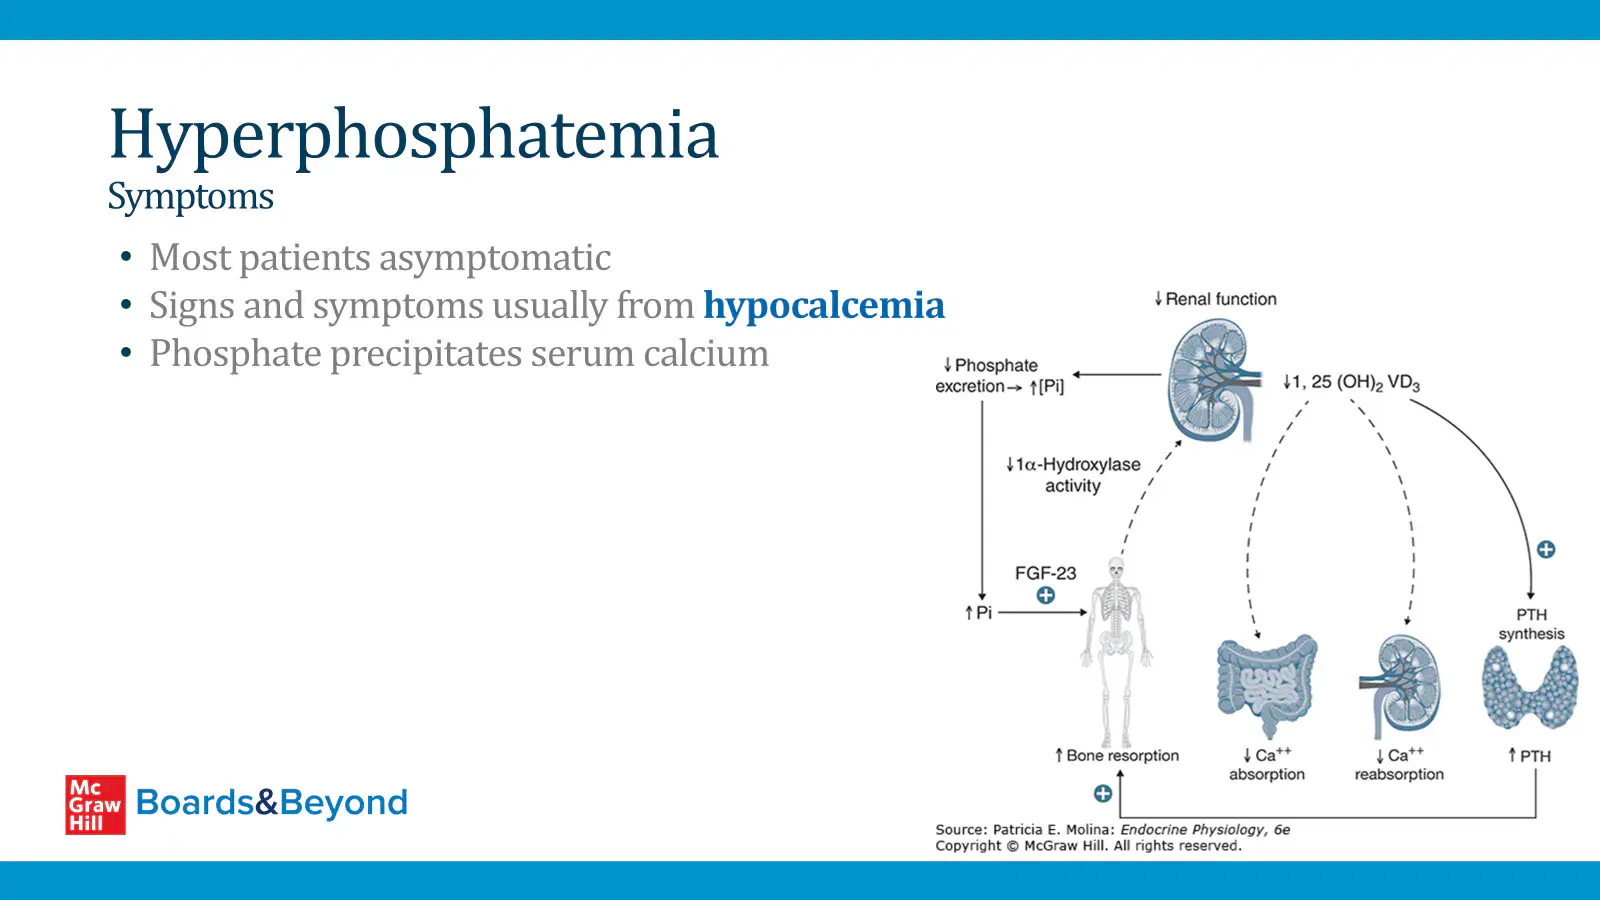 Hyperphosphatemia
Symptoms
• Most patients asymptomatic
• Signs and symptoms usually from hypocalcemia
• Phosphate precipitates serum calcium
↓Renal function
↓Phosphate
excretion→ ↑[Pi]
↓1, 25 (OH)₂ VD₃
↓1α-Hydroxylase
activity
FGF-23
+
↑Pi
+
PTH
synthesis
↑Bone resorption
↓Ca⁺⁺
absorption
↓Ca⁺⁺
reabsorption
↑PTH
+
Mc
Graw
Hill
Boards&Beyond
Source: Patricia E. Molina: Endocrine Physiology, 6e
Copyright © McGraw Hill. All rights reserved.